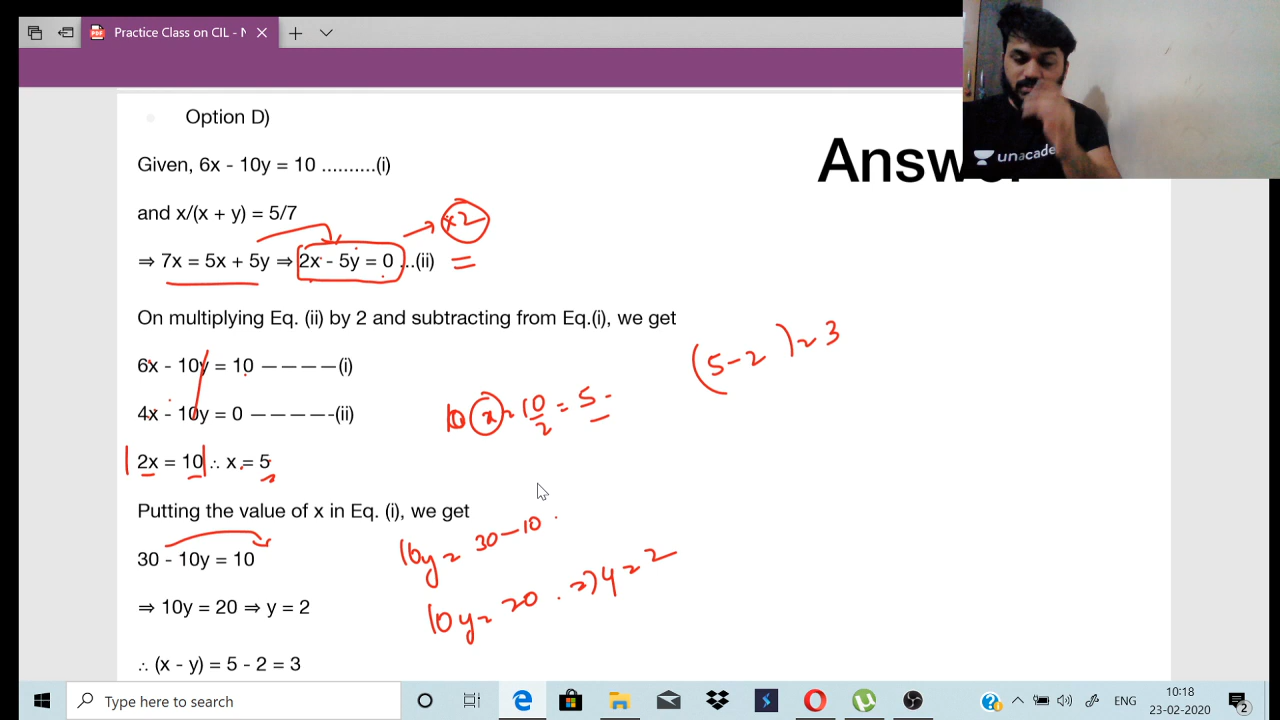 Practice Class on CIL - N
Option D)
Answe
unacade
Given, 6x - 10y = 10 ..........(i)
and x/(x + y) = 5/7
x2
⇒ 7x = 5x + 5y ⇒ 2x - 5y = 0 ...(ii) =
On multiplying Eq. (ii) by 2 and subtracting from Eq.(i), we get
(5-2) = 3
6x - 10y = 10 ————(i)
4x - 10y = 0 —————-(ii)
x = 10/2 = 5
2x = 10 ∴ x = 5
Putting the value of x in Eq. (i), we get
10y = 30-10
30 - 10y = 10
10y = 20 ⇒ y = 2
⇒ 10y = 20 ⇒ y = 2
∴ (x - y) = 5 - 2 = 3
Type here to search
ENG
10:18
23-02-2020
2